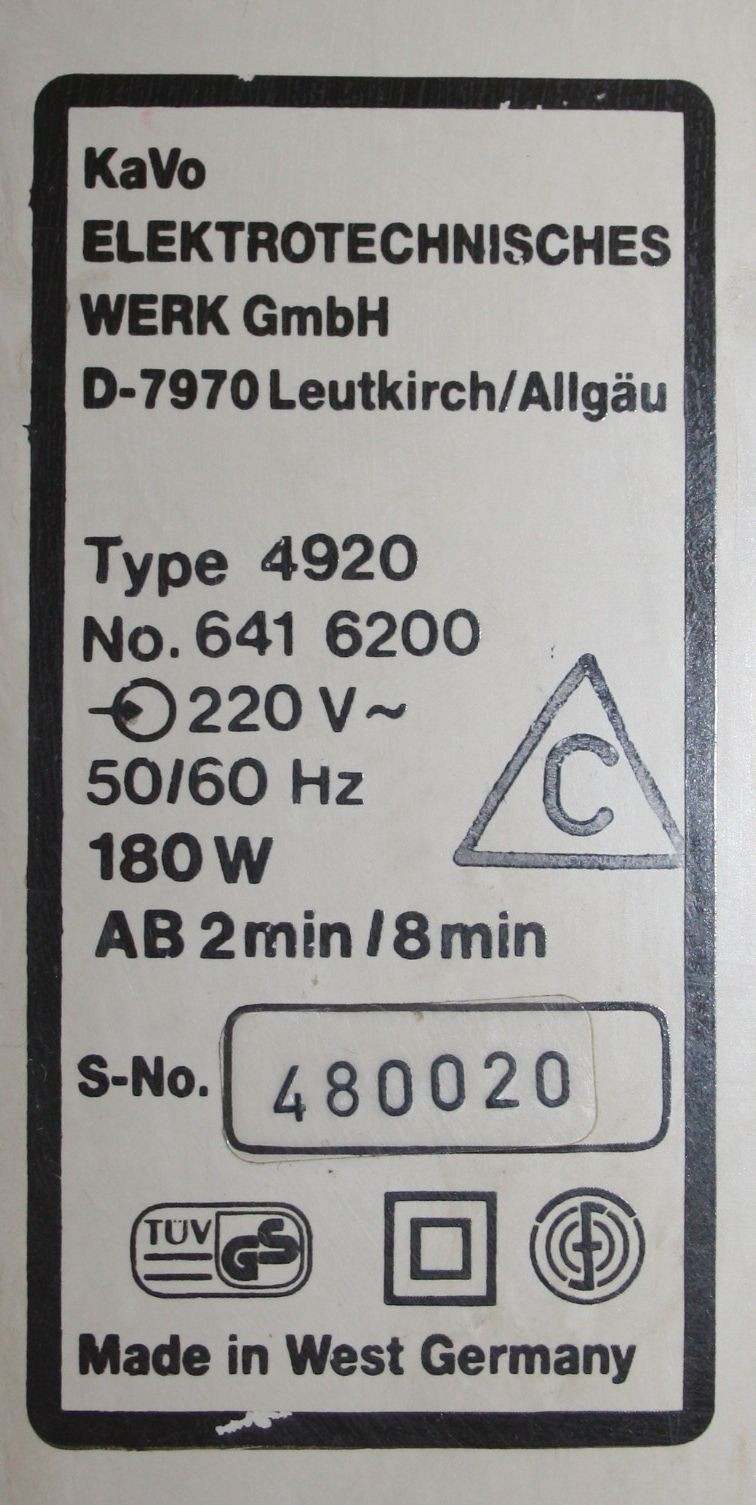 KaVo
ELEKTROTECHNISCHES
WERK GmbH
D-7970 Leutkirch/Allgäu
Type 4920
No. 641 6200
220 V~
50/60 Hz
C
180 W
AB 2min/8min
S-No. 480020
TÜV GS
Made in West Germany